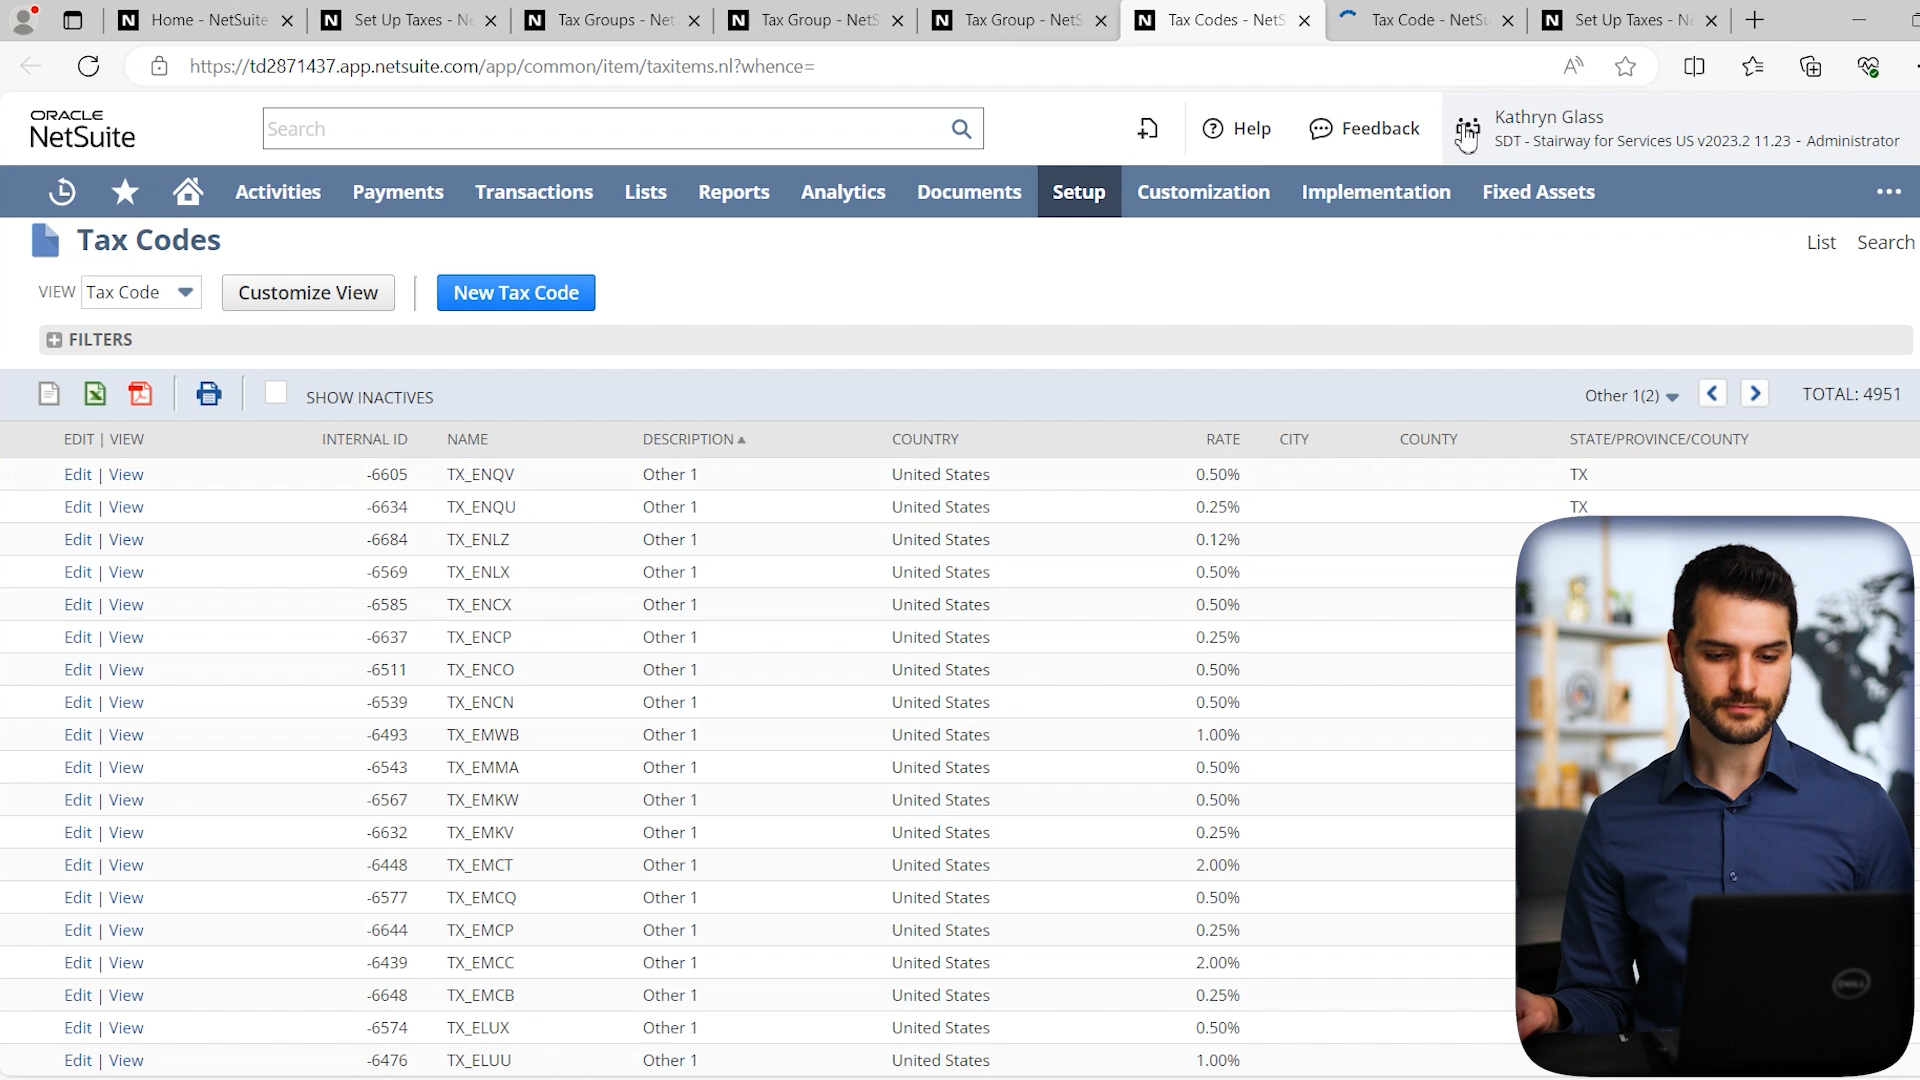 Home - NetSuite
Set Up Taxes - Ne
Tax Groups - Net
Tax Group - NetS
Tax Group - NetS
Tax Codes - NetS
Tax Code - NetSu
Set Up Taxes - Ne
https://td2871437.app.netsuite.com/app/common/item/taxitems.nl?whence=
ORACLE
NetSuite
Search
Help
Feedback
Kathryn Glass
SDT - Stairway for Services US v2023.2 11.23 - Administrator
Activities Payments Transactions Lists Reports Analytics Documents Setup Customization Implementation Fixed Assets
Tax Codes
List Search
VIEW Tax Code Customize View New Tax Code
FILTERS
SHOW INACTIVES Other 1(2) TOTAL: 4951
EDIT | VIEW INTERNAL ID NAME DESCRIPTION COUNTRY RATE CITY COUNTY STATE/PROVINCE/COUNTY
Edit | View -6605 TX_ENQV Other 1 United States 0.50% TX
Edit | View -6634 TX_ENQU Other 1 United States 0.25% TX
Edit | View -6684 TX_ENLZ Other 1 United States 0.12%
Edit | View -6569 TX_ENLX Other 1 United States 0.50%
Edit | View -6585 TX_ENCX Other 1 United States 0.50%
Edit | View -6637 TX_ENCP Other 1 United States 0.25%
Edit | View -6511 TX_ENCO Other 1 United States 0.50%
Edit | View -6539 TX_ENCN Other 1 United States 0.50%
Edit | View -6493 TX_EMWB Other 1 United States 1.00%
Edit | View -6543 TX_EMMA Other 1 United States 0.50%
Edit | View -6567 TX_EMKW Other 1 United States 0.50%
Edit | View -6632 TX_EMKV Other 1 United States 0.25%
Edit | View -6448 TX_EMCT Other 1 United States 2.00%
Edit | View -6577 TX_EMCQ Other 1 United States 0.50%
Edit | View -6644 TX_EMCP Other 1 United States 0.25%
Edit | View -6439 TX_EMCC Other 1 United States 2.00%
Edit | View -6648 TX_EMCB Other 1 United States 0.25%
Edit | View -6574 TX_ELUX Other 1 United States 0.50%
Edit | View -6476 TX_ELUU Other 1 United States 1.00%
DELL